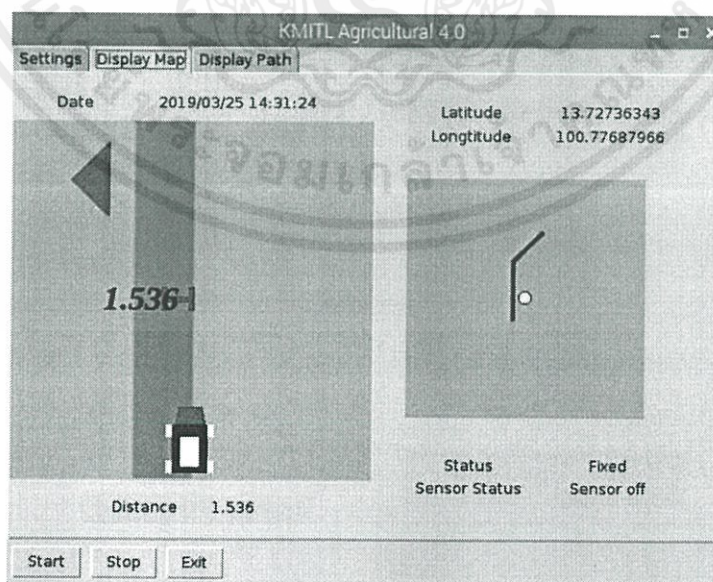 KMITL Agricultural 4.0
Settings Display Map Display Path
Date 2019/03/25 14:31:24
Latitude 13.72736343
Longtitude 100.77687966
1.536
Distance 1.536
Status Fixed
Sensor Status Sensor off
Start Stop Exit